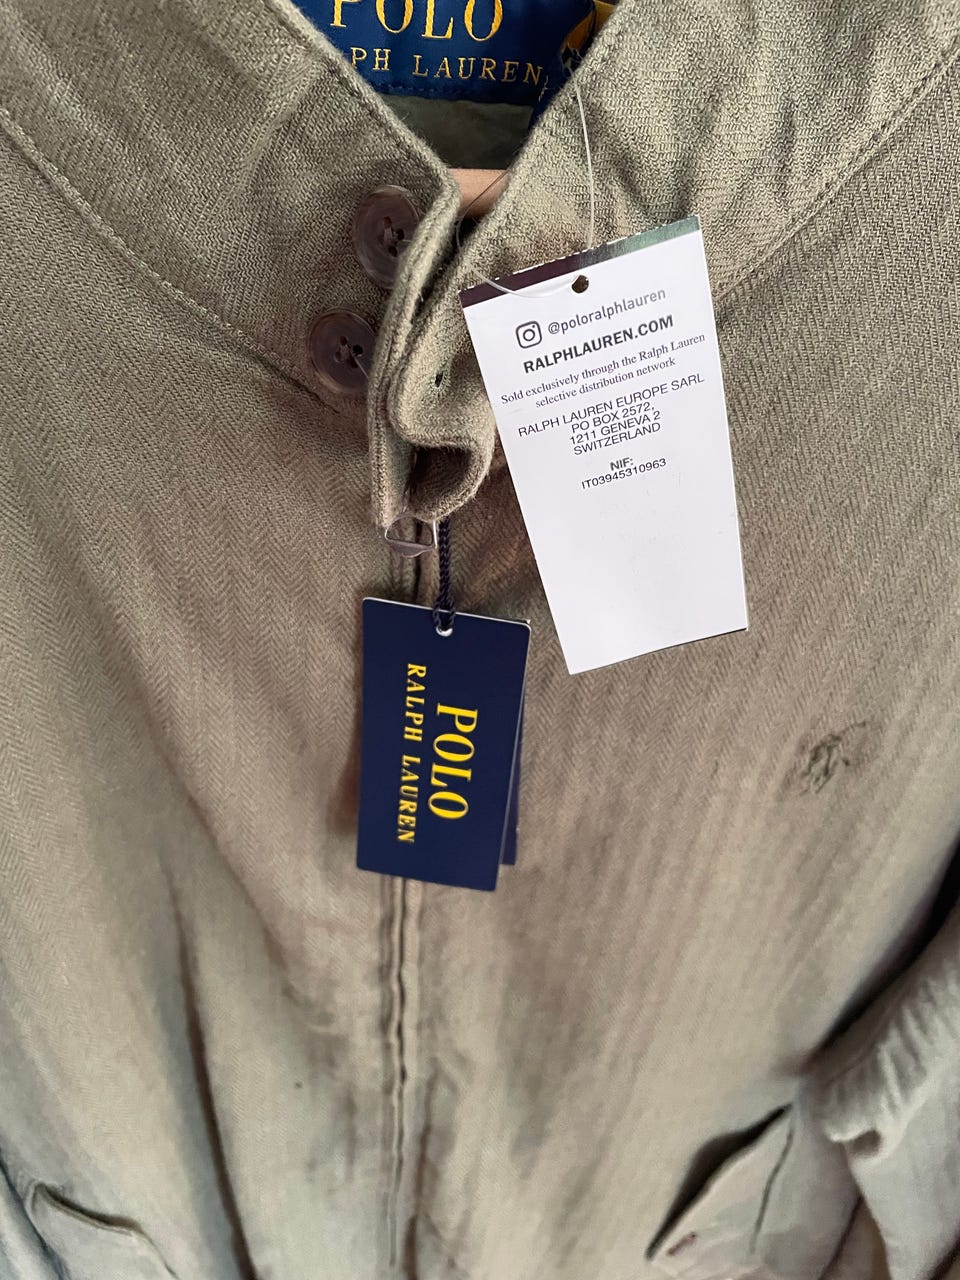 POLO
PH LAUREN
@poloralphlauren
RALPHLAUREN.COM
Sold exclusively through the Ralph Lauren
selective distribution network
RALPH LAUREN EUROPE SARL
PO BOX 2572,
1211 GENEVA 2
SWITZERLAND
NIF:
IT03945310963
POLO
RALPH LAUREN